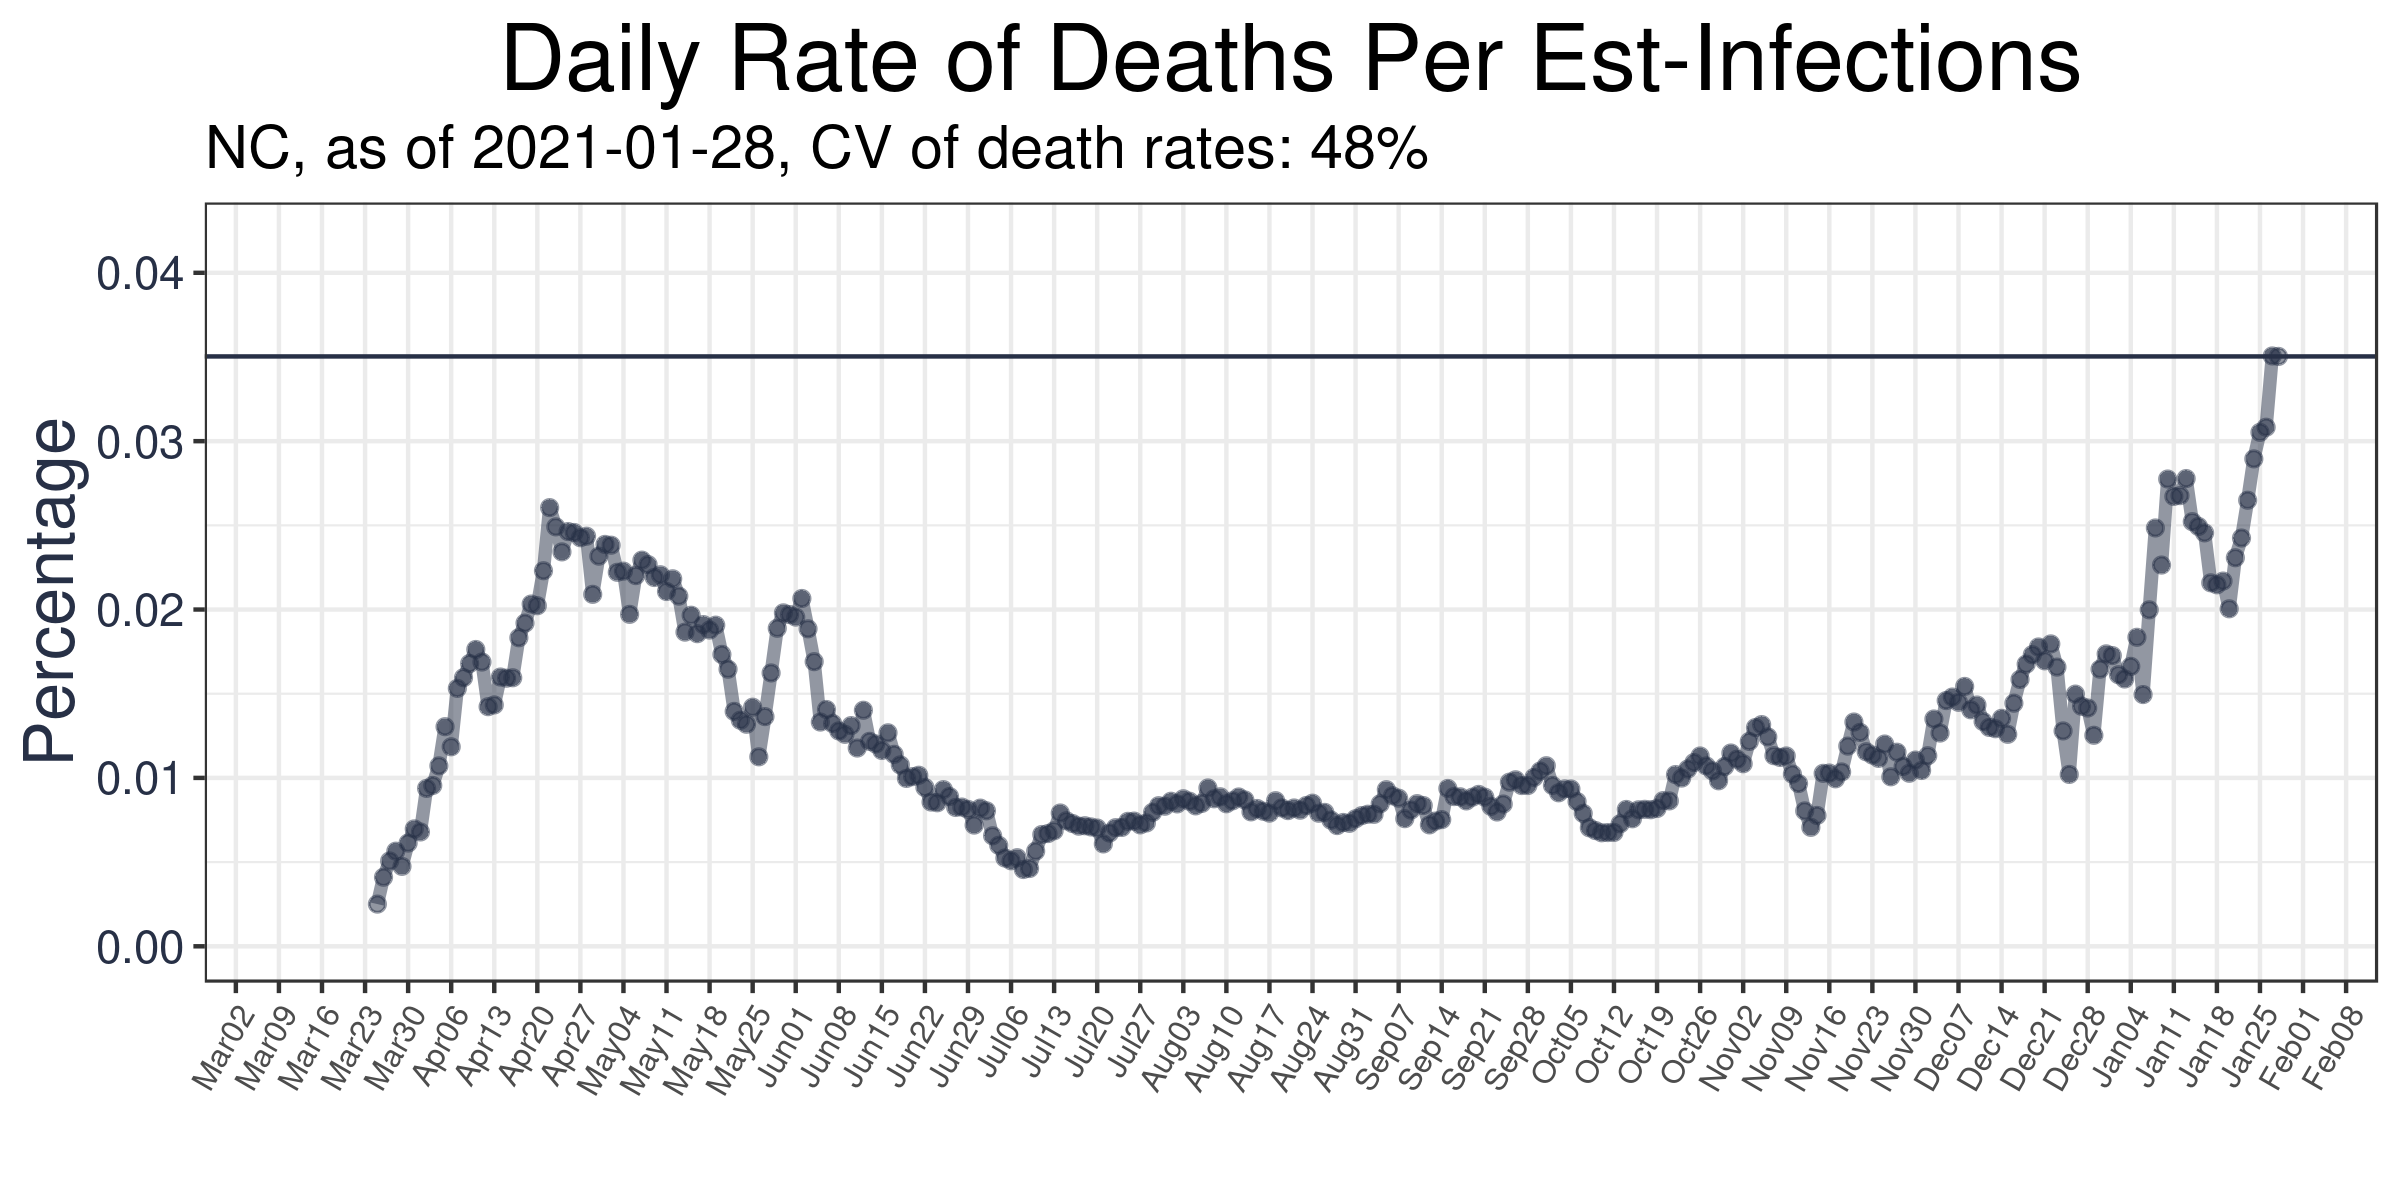 Daily Rate of Deaths Per Est-Infections
NC, as of 2021-01-28, CV of death rates: 48%
Percentage
0.04
0.03
0.02
0.01
0.00
Mar02
Mar09
Mar16
Mar23
Mar30
Apr06
Apr13
Apr20
Apr27
May04
May11
May18
May25
Jun01
Jun08
Jun15
Jun22
Jun29
Jul06
Jul13
Jul20
Jul27
Aug03
Aug10
Aug17
Aug24
Aug31
Sep07
Sep14
Sep21
Sep28
Oct05
Oct12
Oct19
Oct26
Nov02
Nov09
Nov16
Nov23
Nov30
Dec07
Dec14
Dec21
Dec28
Jan04
Jan11
Jan18
Jan25
Feb01
Feb08